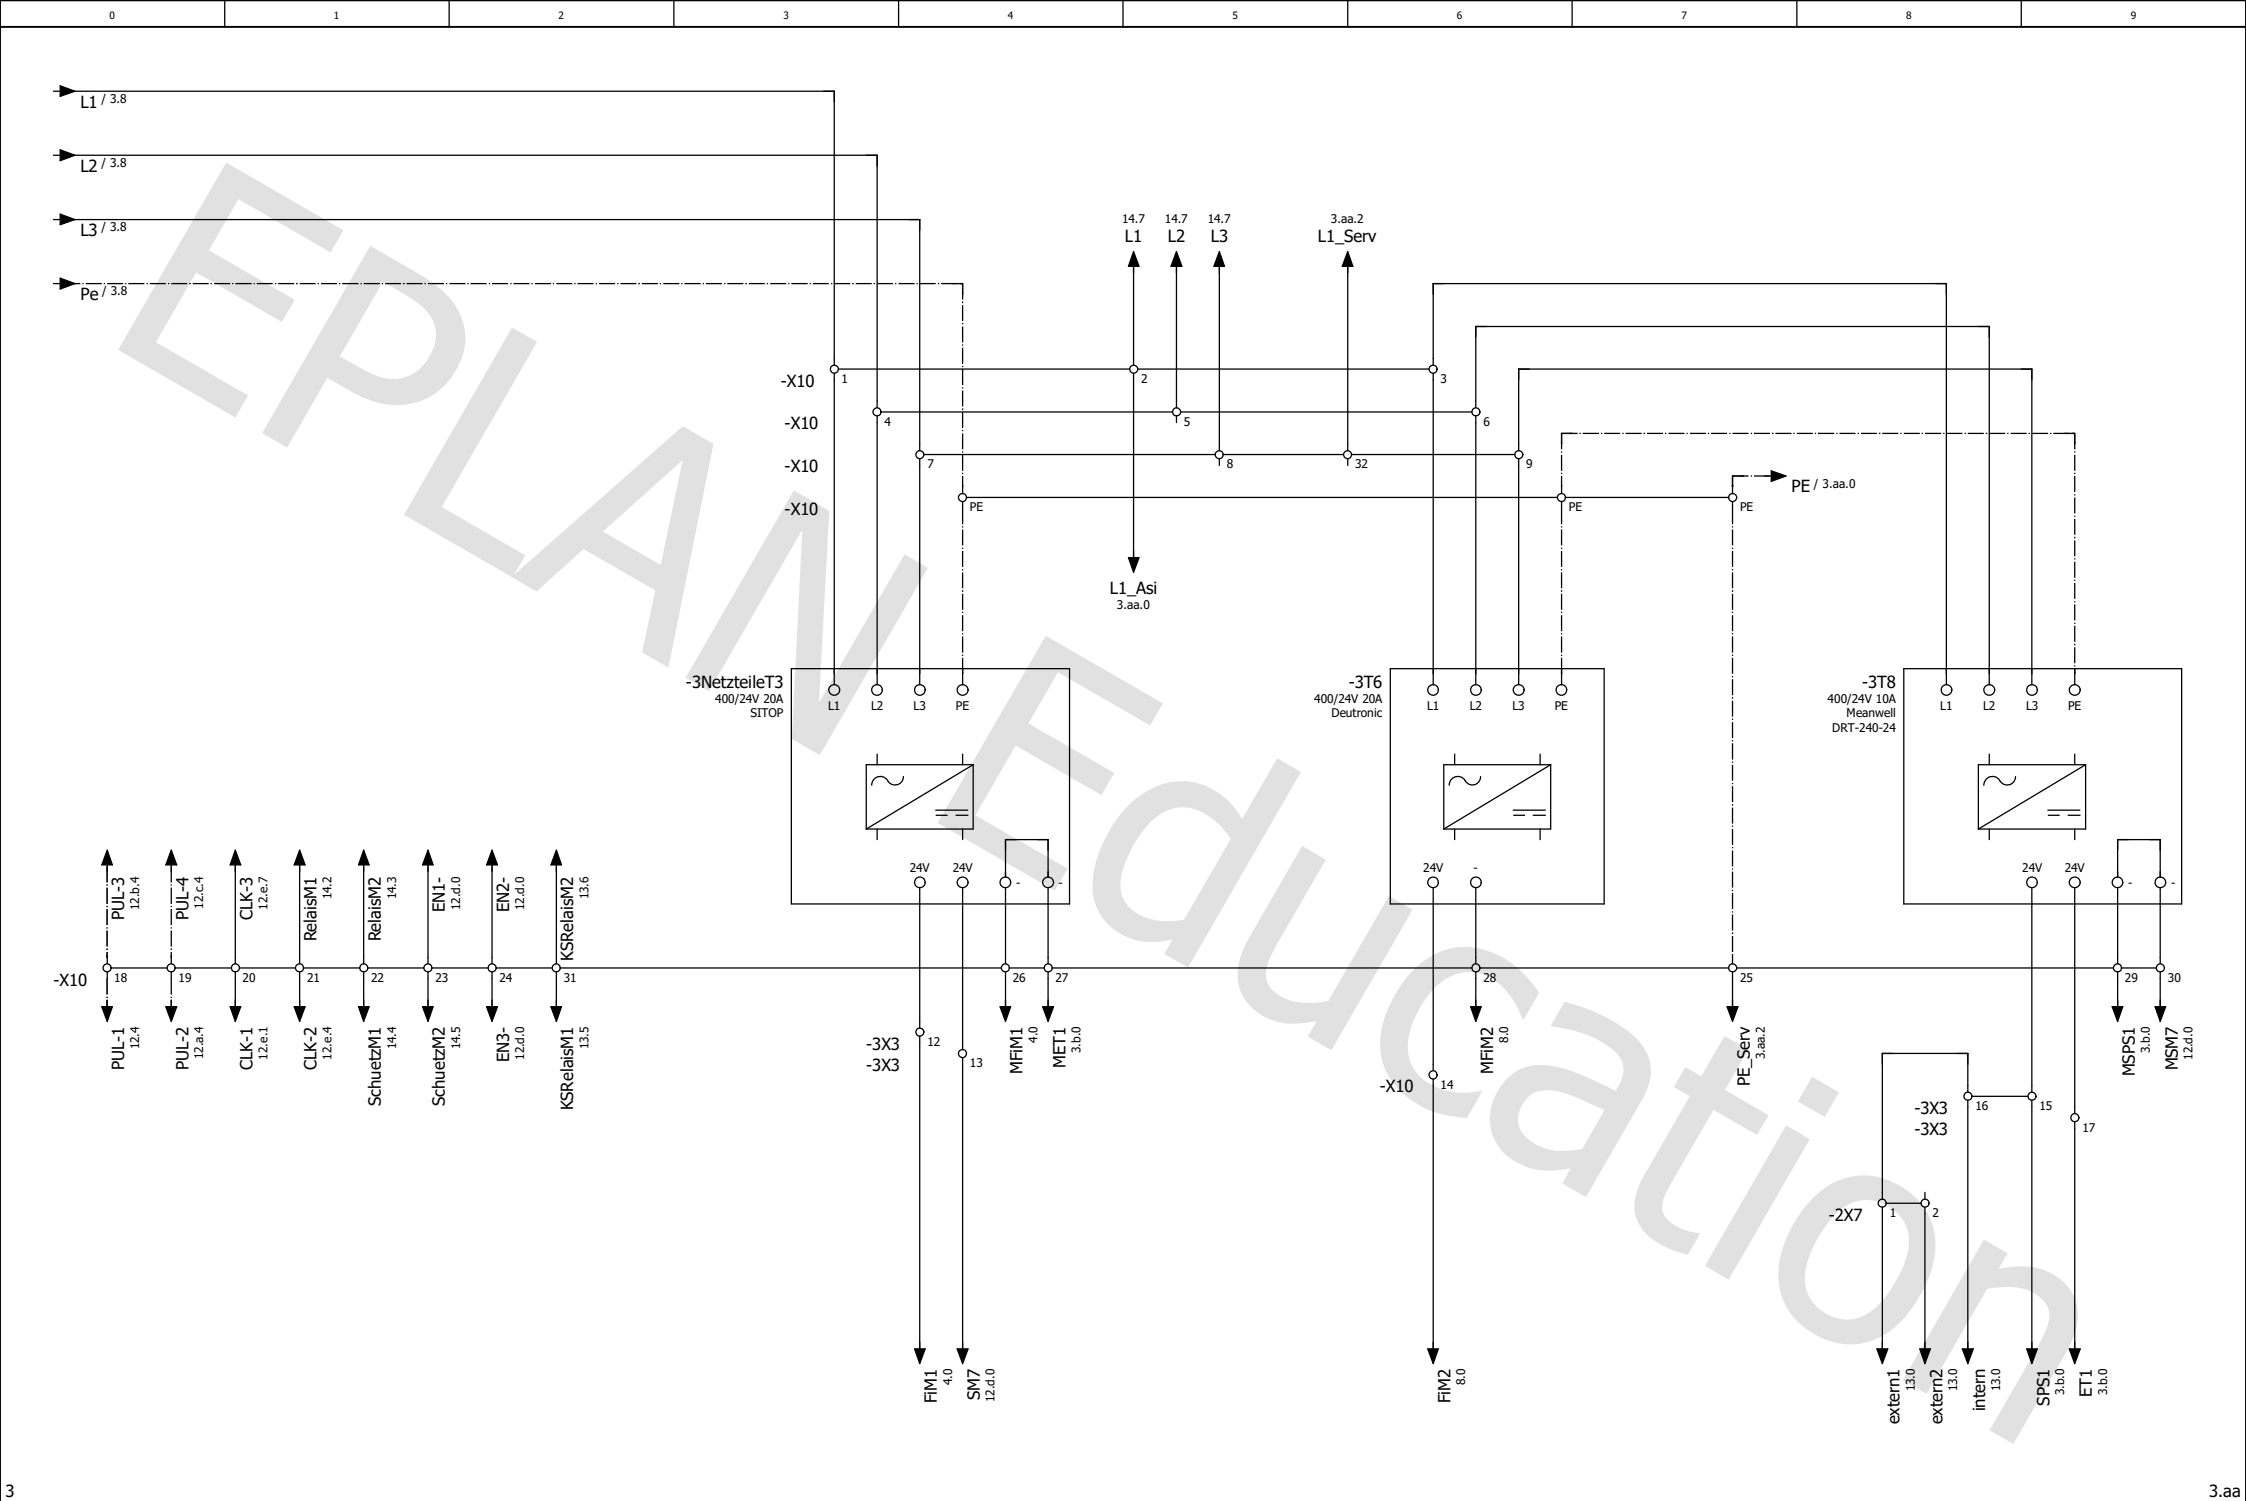 0 1 2 3 4 5 6 7 8 9
L1 / 3.8
L2 / 3.8
L3 / 3.8
Pe / 3.8
14.7 14.7 14.7 3.aa.2
L1 L2 L3 L1_Serv
-X10 1 2 3
-X10 4 5 6
-X10 7 8 32 9
PE / 3.aa.0
-X10 PE PE PE
L1_Asi
3.aa.0
-3NetzteileT3
400/24V 20A
SITOP
L1 L2 L3 PE
-3T6
400/24V 20A
Deutronic
L1 L2 L3 PE
-3T8
400/24V 10A
Meanwell
DRT-240-24
L1 L2 L3 PE
24V 24V - -
24V -
24V 24V - -
PUL-3
12.b.4
PUL-4
12.c.4
CLK-3
12.e.7
RelaisM1
14.2
RelaisM2
14.3
EN1-
12.d.0
EN2-
12.d.0
KSRelaisM2
13.6
-X10 18 19 20 21 22 23 24 31 26 27 28 25 29 30
PUL-1
12.4
PUL-2
12.a.4
CLK-1
12.e.1
CLK-2
12.e.4
SchuetzM1
14.4
SchuetzM2
14.5
EN3-
12.d.0
KSRelaisM1
13.5
MFiM1
4.0
MET1
3.b.0
MFiM2
8.0
PE_Serv
3.aa.2
MSPS1
3.b.0
MSM7
12.d.0
-3X3 12
-3X3 13
-X10 14
-3X3 16 15
-3X3 17
-2X7 1 2
FiM1
4.0
SM7
12.d.0
FiM2
8.0
extern1
13.0
extern2
13.0
intern
13.0
SPS1
3.b.0
ET1
3.b.0
EPLAN Education
3 3.aa